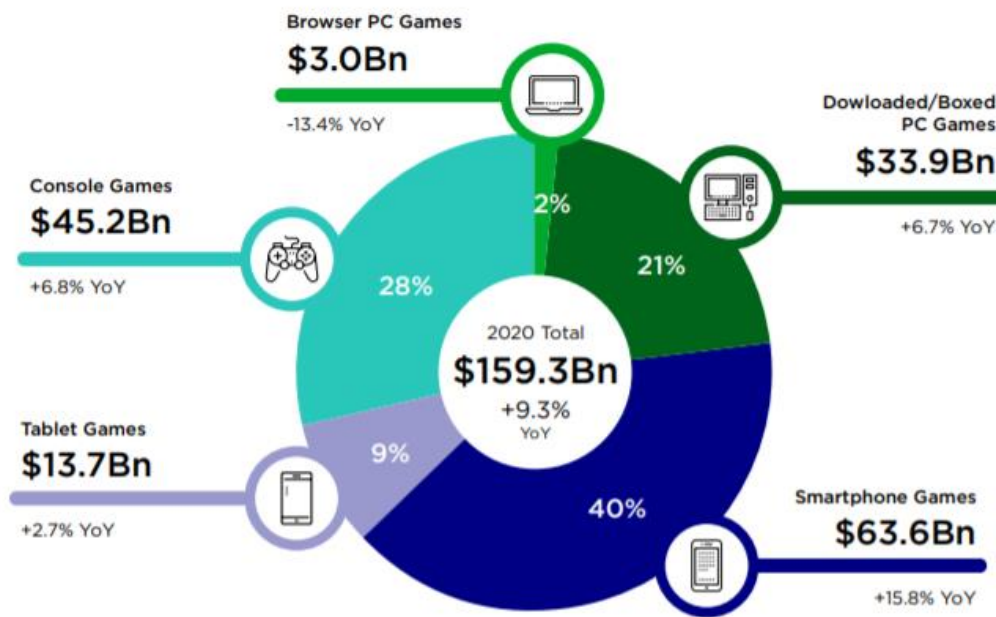 Browser PC Games
$3.0Bn
-13.4% YoY
Dowloaded/Boxed
PC Games
$33.9Bn
+6.7% YoY
Console Games
$45.2Bn
+6.8% YoY
2%
21%
28%
2020 Total
$159.3Bn
+9.3%
YoY
Tablet Games
$13.7Bn
+2.7% YoY
9%
40%
Smartphone Games
$63.6Bn
+15.8% YoY